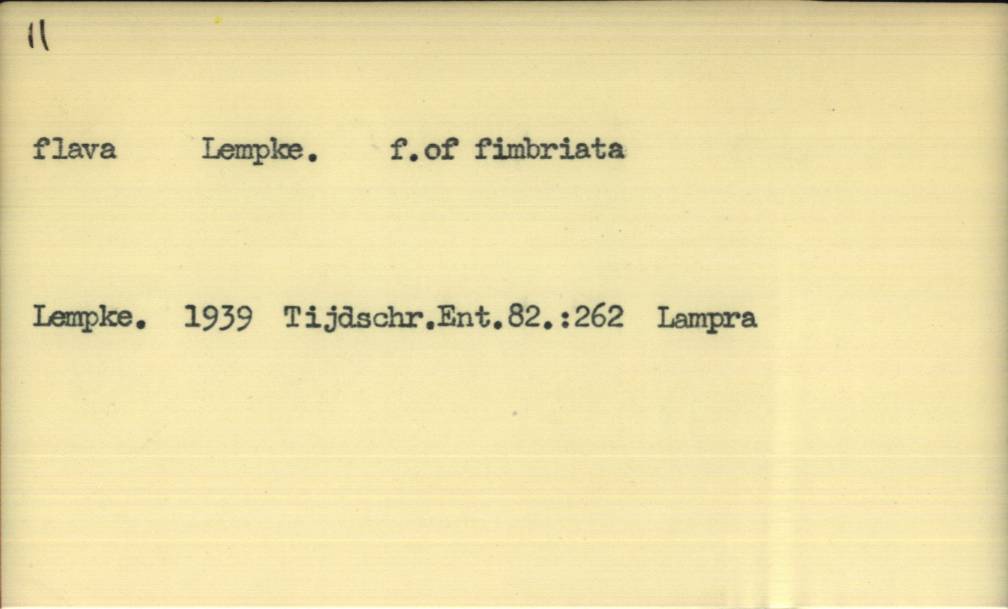 11
flava Lempke. f.of fimbriata
Lempke. 1939 Tijdschr.Ent.82.:262 Lampra